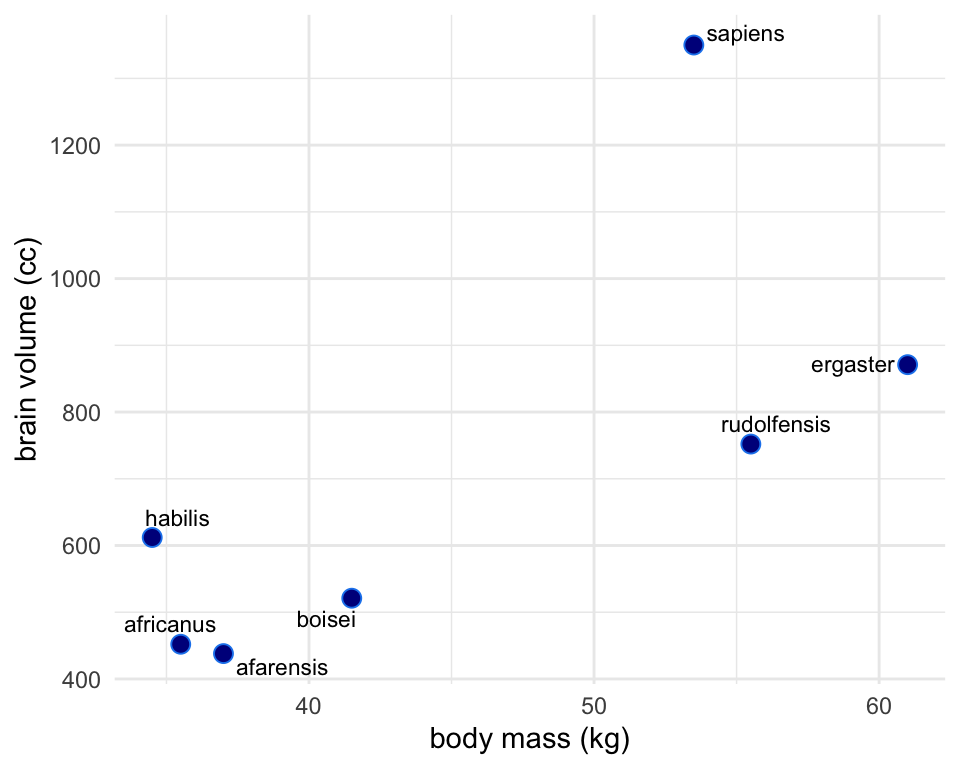 sapiens
1200
1000
ergaster
800
rudolfensis
habilis
600
boisei
africanus
afarensis
400
40 50 60
body mass (kg)
brain volume (cc)